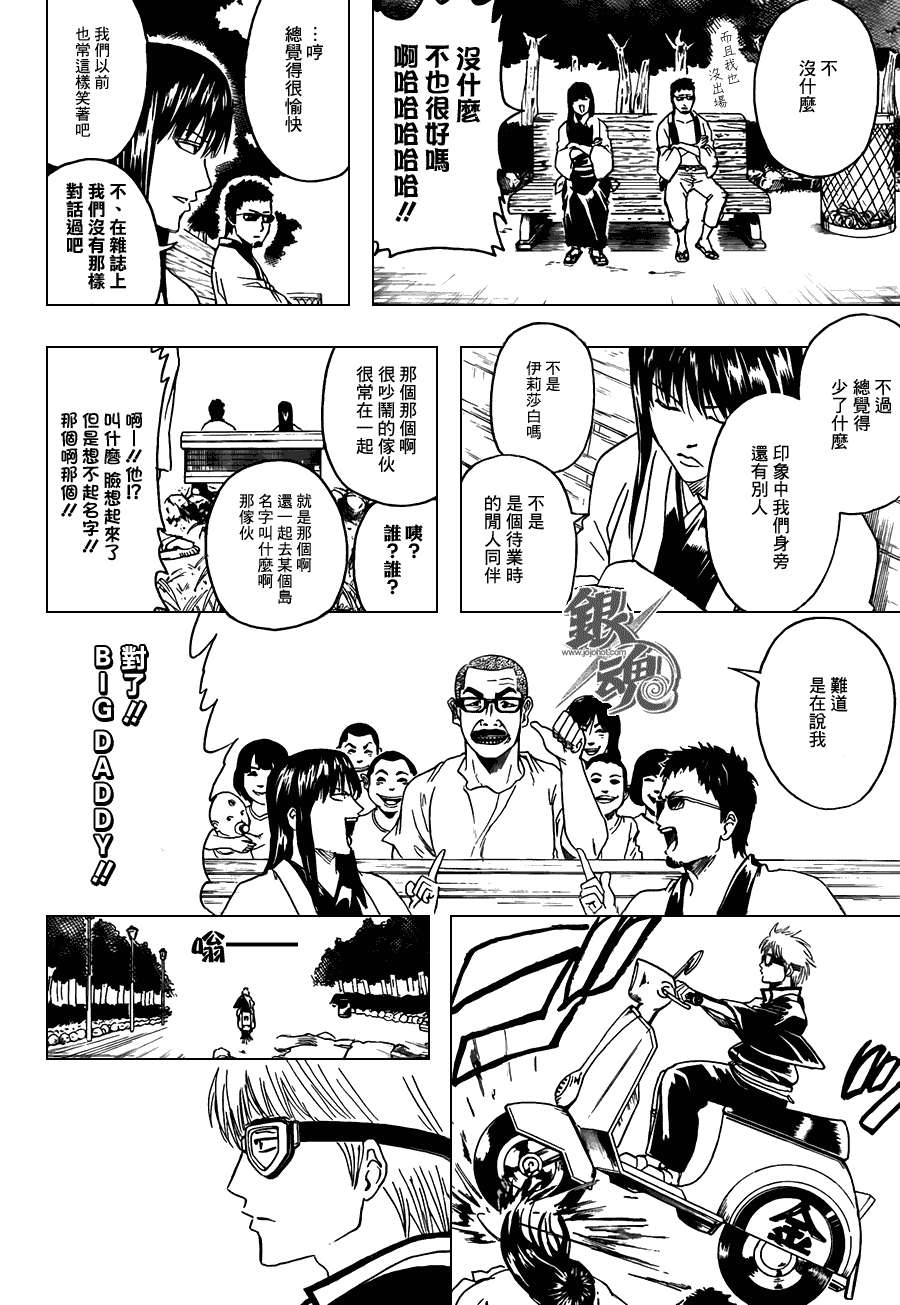 不
沒什麼
而且我也
沒出場
沒什麼
不也很好嗎
啊哈哈哈哈哈!!
…哼
總覺得很愉快
我們以前
也常這樣笑著吧
不、在雜誌上
我們沒有那樣
對話過吧
不過
總覺得
少了什麼
印象中我們身旁
還有別人
不是
伊莉莎白嗎
不是
是個待業時
的閒人同伴
那個那個啊
很吵鬧的傢伙
很常在一起
咦?
誰?誰?
就是那個啊
還一起去某個島
名字叫什麼啊
那傢伙
啊—!!他!?
叫什麼 臉想起來了
但是想不起名字!!
那個啊那個!!
銀魂
www.jojohot.com
難道
是在說我
對了!!
BIG DADDY!!
嗡——
金